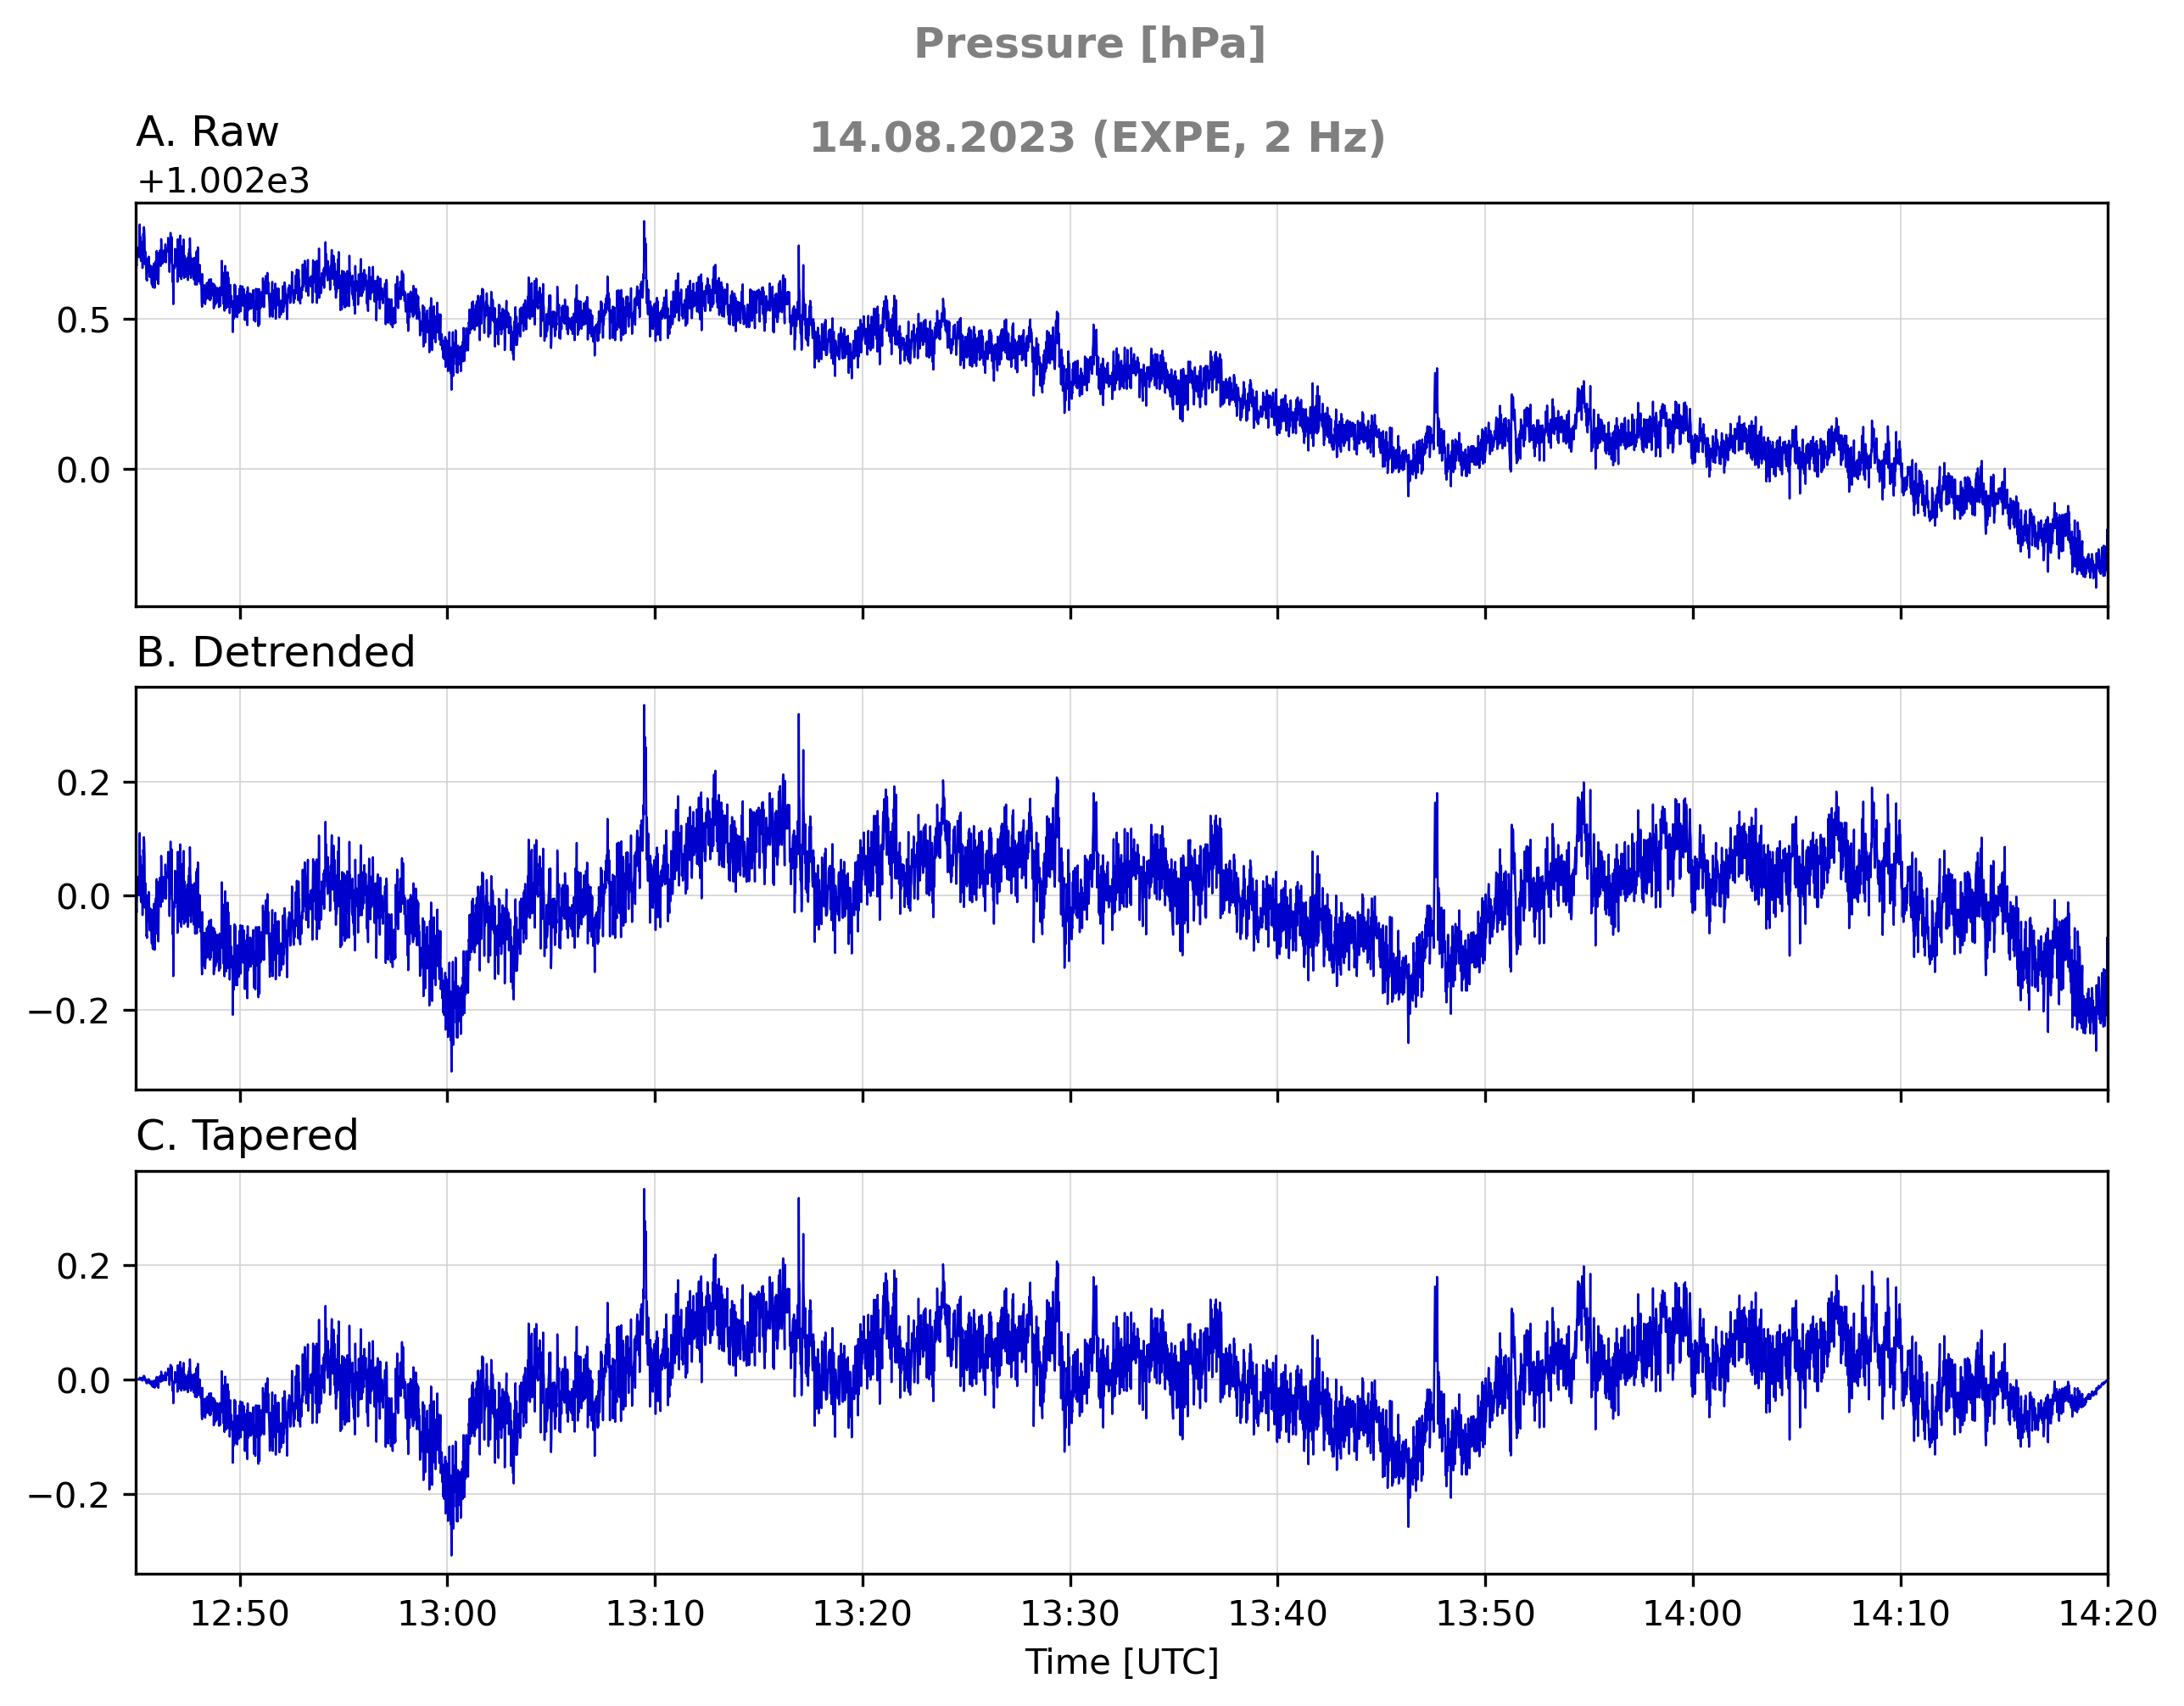 Pressure [hPa]
14.08.2023 (EXPE, 2 Hz)
A. Raw
+1.002e3
0.5
0.0
B. Detrended
0.2
0.0
−0.2
C. Tapered
0.2
0.0
−0.2
12:50 13:00 13:10 13:20 13:30 13:40 13:50 14:00 14:10 14:20
Time [UTC]